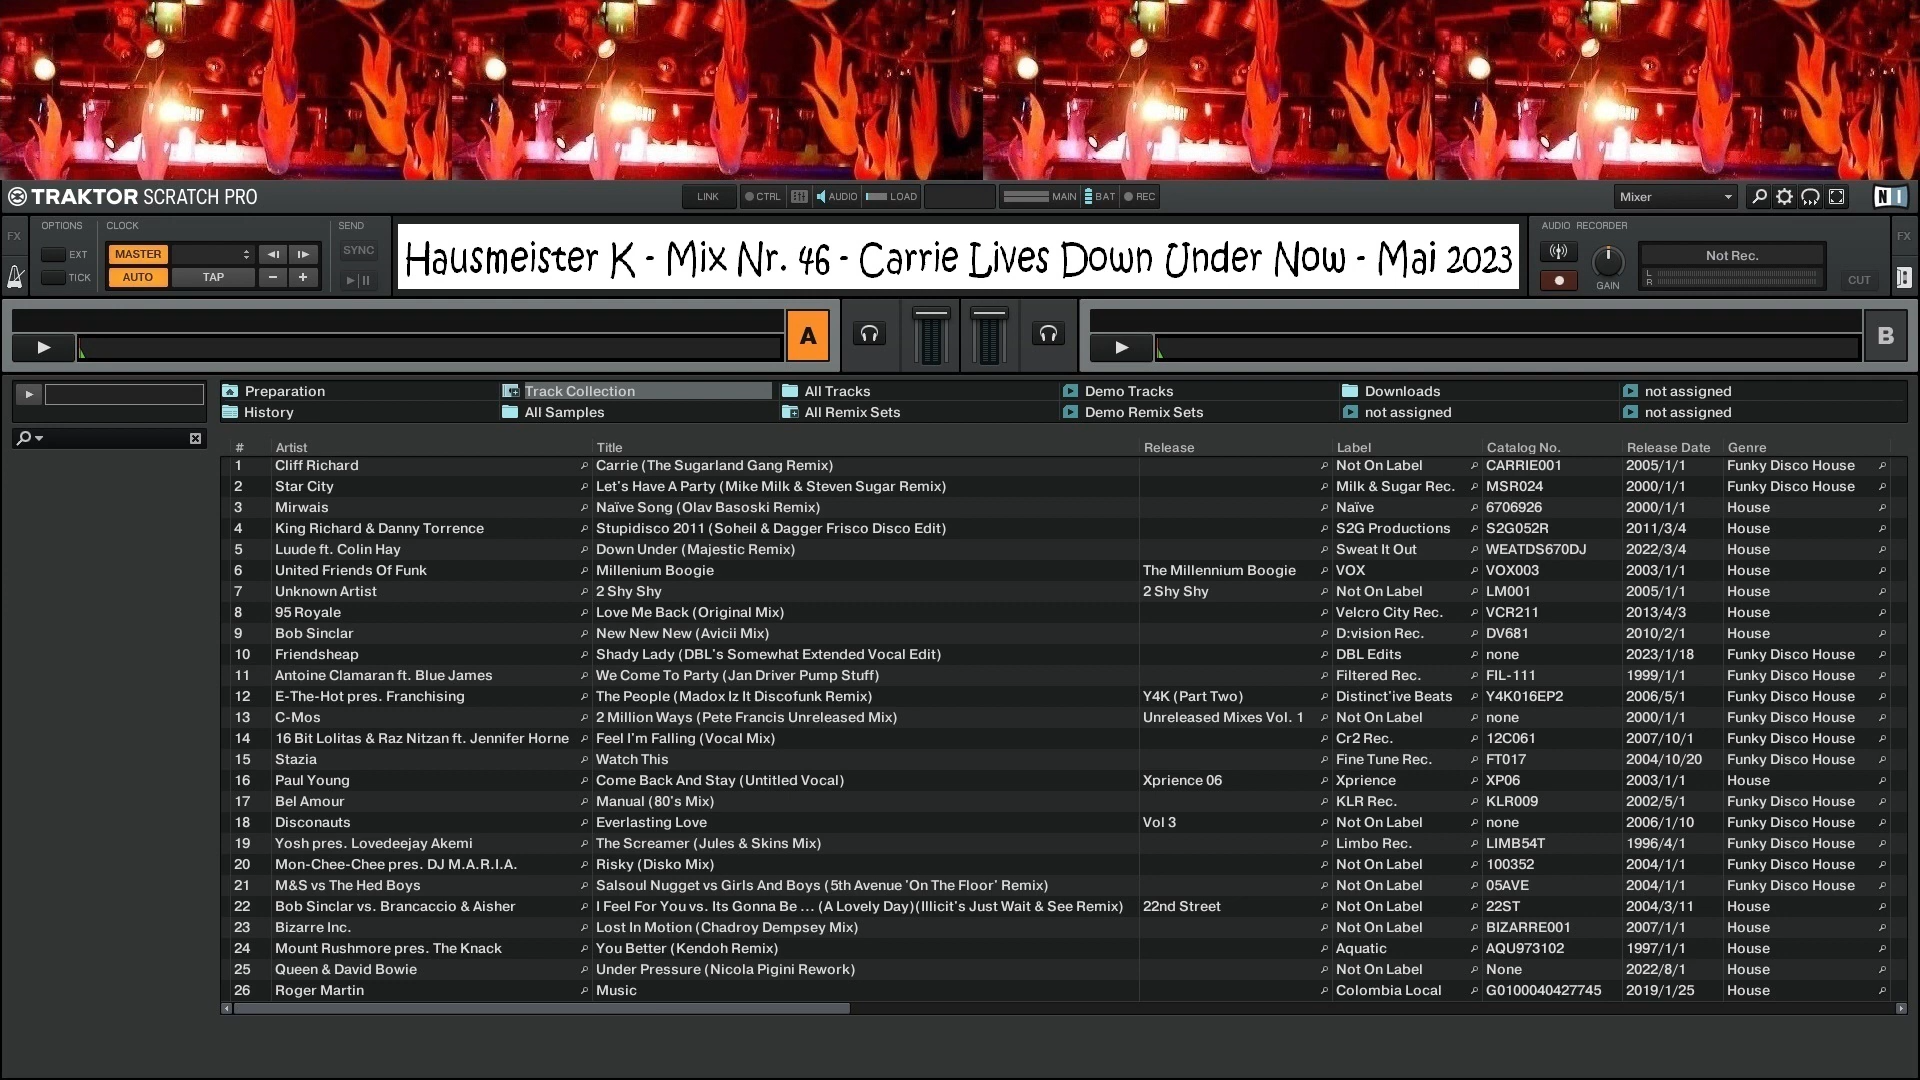 TRAKTOR SCRATCH PRO
LINK CTRL AUDIO LOAD MAIN BAT REC Mixer
FX OPTIONS CLOCK SEND AUDIO RECORDER FX
EXT MASTER SYNC
TICK AUTO TAP
Hausmeister K - Mix Nr. 46 - Carrie Lives Down Under Now - Mai 2023
Not Rec.
L
R
GAIN CUT
A B
Preparation Track Collection All Tracks Demo Tracks Downloads not assigned
History All Samples All Remix Sets Demo Remix Sets not assigned not assigned
# Artist Title Release Label Catalog No. Release Date Genre
1 Cliff Richard Carrie (The Sugarland Gang Remix) Not On Label CARRIE001 2005/1/1 Funky Disco House
2 Star City Let's Have A Party (Mike Milk & Steven Sugar Remix) Milk & Sugar Rec. MSR024 2000/1/1 Funky Disco House
3 Mirwais Naïve Song (Olav Basoski Remix) Naïve 6706926 2000/1/1 House
4 King Richard & Danny Torrence Stupidisco 2011 (Soheil & Dagger Frisco Disco Edit) S2G Productions S2G052R 2011/3/4 House
5 Luude ft. Colin Hay Down Under (Majestic Remix) Sweat It Out WEATDS670DJ 2022/3/4 House
6 United Friends Of Funk Millenium Boogie The Millennium Boogie VOX VOX003 2003/1/1 House
7 Unknown Artist 2 Shy Shy 2 Shy Shy Not On Label LM001 2005/1/1 House
8 95 Royale Love Me Back (Original Mix) Velcro City Rec. VCR211 2013/4/3 House
9 Bob Sinclar New New New (Avicii Mix) D:vision Rec. DV681 2010/2/1 House
10 Friendsheap Shady Lady (DBL's Somewhat Extended Vocal Edit) DBL Edits none 2023/1/18 Funky Disco House
11 Antoine Clamaran ft. Blue James We Come To Party (Jan Driver Pump Stuff) Filtered Rec. FIL-111 1999/1/1 Funky Disco House
12 E-The-Hot pres. Franchising The People (Madox Iz It Discofunk Remix) Y4K (Part Two) Distinct'ive Beats Y4K016EP2 2006/5/1 Funky Disco House
13 C-Mos 2 Million Ways (Pete Francis Unreleased Mix) Unreleased Mixes Vol. 1 Not On Label none 2000/1/1 Funky Disco House
14 16 Bit Lolitas & Raz Nitzan ft. Jennifer Horne Feel I'm Falling (Vocal Mix) Cr2 Rec. 12C061 2007/10/1 Funky Disco House
15 Stazia Watch This Fine Tune Rec. FT017 2004/10/20 Funky Disco House
16 Paul Young Come Back And Stay (Untitled Vocal) Xprience 06 Xprience XP06 2003/1/1 House
17 Bel Amour Manual (80's Mix) KLR Rec. KLR009 2002/5/1 Funky Disco House
18 Disconauts Everlasting Love Vol 3 Not On Label none 2006/1/10 Funky Disco House
19 Yosh pres. Lovedeejay Akemi The Screamer (Jules & Skins Mix) Limbo Rec. LIMB54T 1996/4/1 Funky Disco House
20 Mon-Chee-Chee pres. DJ M.A.R.I.A. Risky (Disko Mix) Not On Label 100352 2004/1/1 Funky Disco House
21 M&S vs The Hed Boys Salsoul Nugget vs Girls And Boys (5th Avenue 'On The Floor' Remix) Not On Label 05AVE 2004/1/1 Funky Disco House
22 Bob Sinclar vs. Brancaccio & Aisher I Feel For You vs. Its Gonna Be ... (A Lovely Day)(Illicit's Just Wait & See Remix) 22nd Street Not On Label 22ST 2004/3/11 House
23 Bizarre Inc. Lost In Motion (Chadroy Dempsey Mix) Not On Label BIZARRE001 2007/1/1 House
24 Mount Rushmore pres. The Knack You Better (Kendoh Remix) Aquatic AQU973102 1997/1/1 House
25 Queen & David Bowie Under Pressure (Nicola Pigini Rework) Not On Label None 2022/8/1 House
26 Roger Martin Music Colombia Local G0100040427745 2019/1/25 House